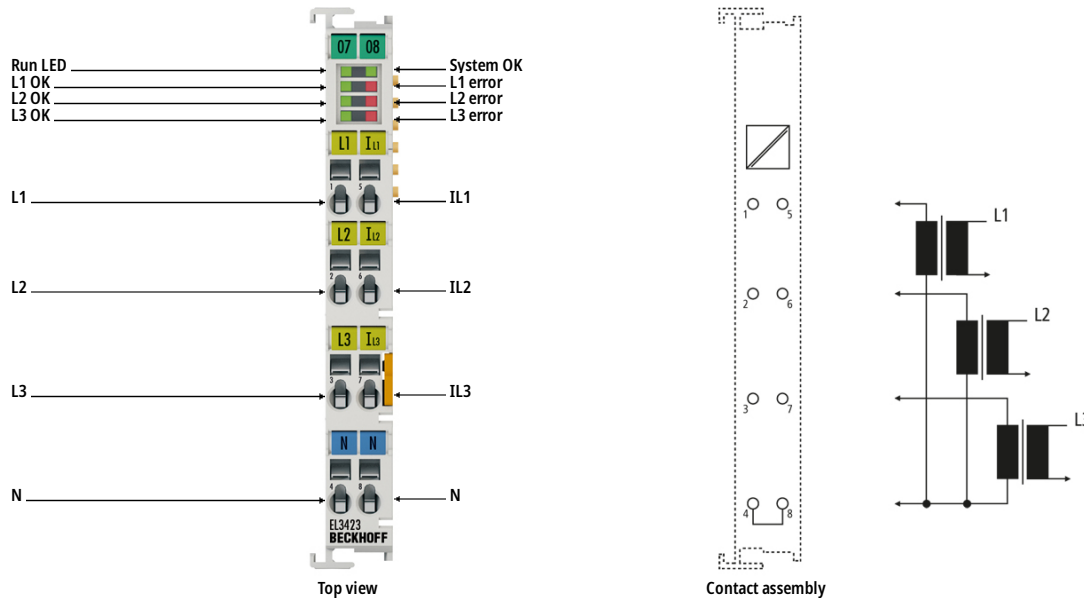 07 08
Run LED
System OK
L1 OK
L1 error
L2 OK
L2 error
L3 OK
L3 error
L1 IL1
1 5
L1
IL1
L2 IL2
2 6
L2
IL2
L3 IL3
3 7
L3
IL3
N N
4 8
N
N
EL3423
BECKHOFF
Top view
1 5
2 6
3 7
4 8
Contact assembly
L1
L2
L3